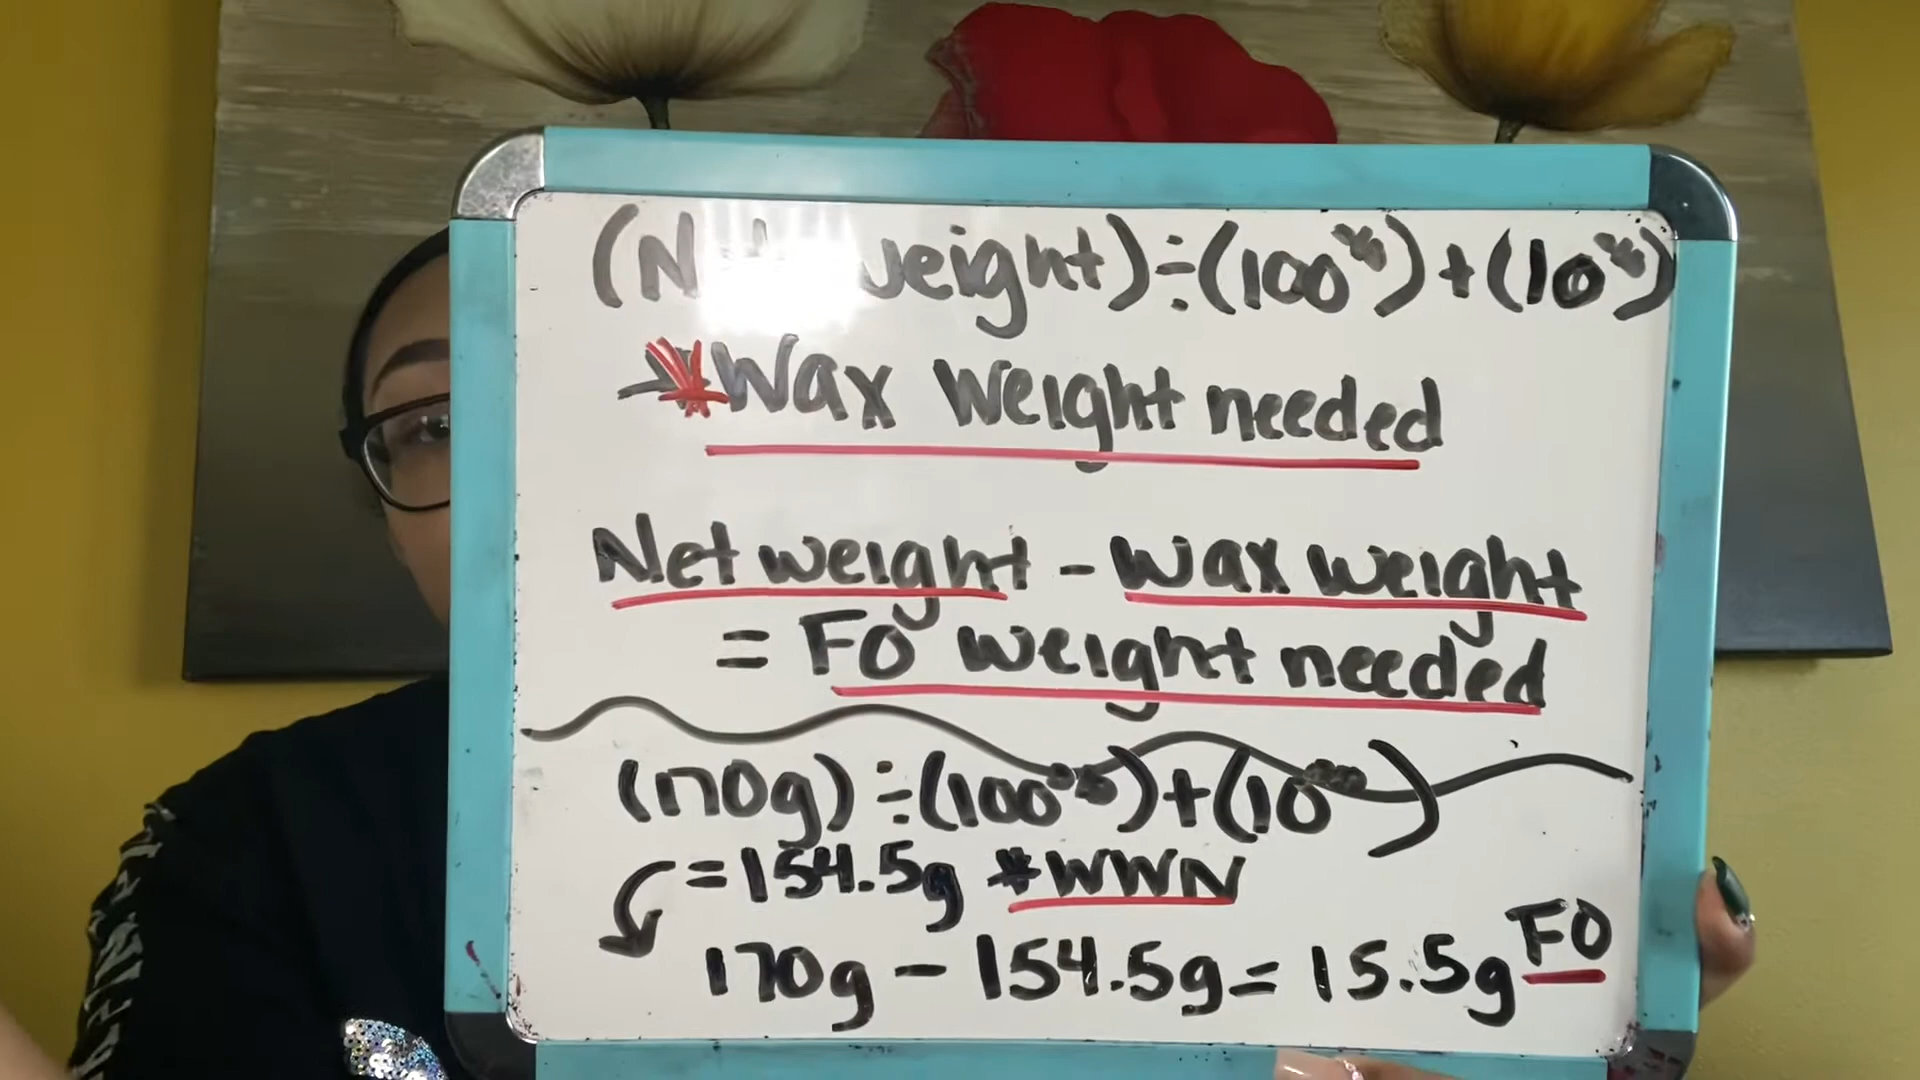 (Net weight)÷(100%)+(10%)
*Wax weight needed
Net weight - Wax weight
= FO weight needed
(170g)÷(100%)+(10%)
=154.5g *WWN
170g - 154.5g = 15.5g FO